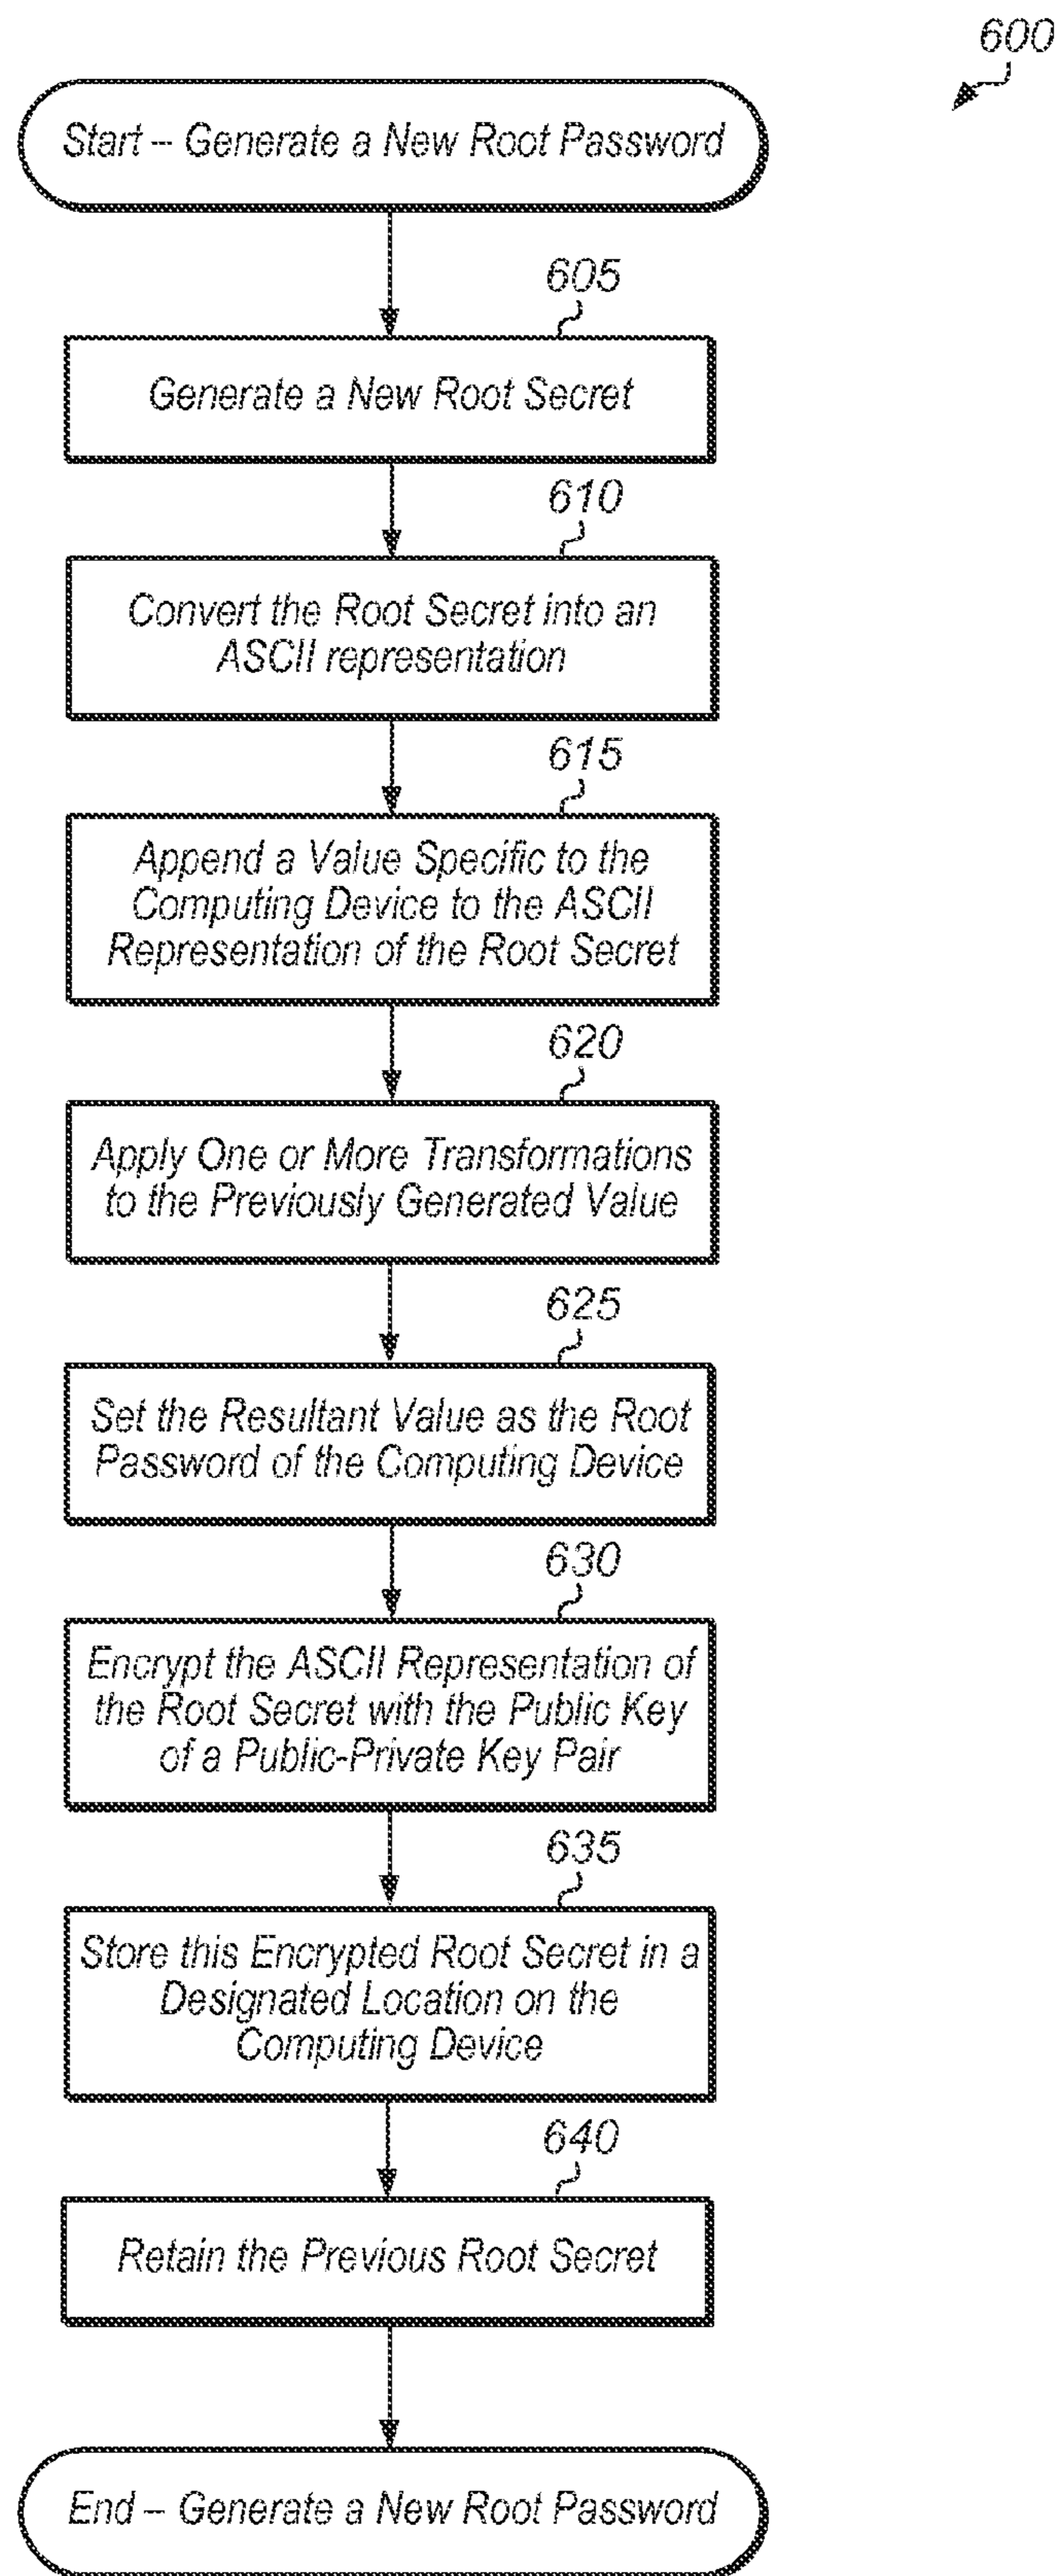 600
Start – Generate a New Root Password
605
Generate a New Root Secret
610
Convert the Root Secret into an
ASCII representation
615
Append a Value Specific to the
Computing Device to the ASCII
Representation of the Root Secret
620
Apply One or More Transformations
to the Previously Generated Value
625
Set the Resultant Value as the Root
Password of the Computing Device
630
Encrypt the ASCII Representation of
the Root Secret with the Public Key
of a Public-Private Key Pair
635
Store this Encrypted Root Secret in a
Designated Location on the
Computing Device
640
Retain the Previous Root Secret
End – Generate a New Root Password